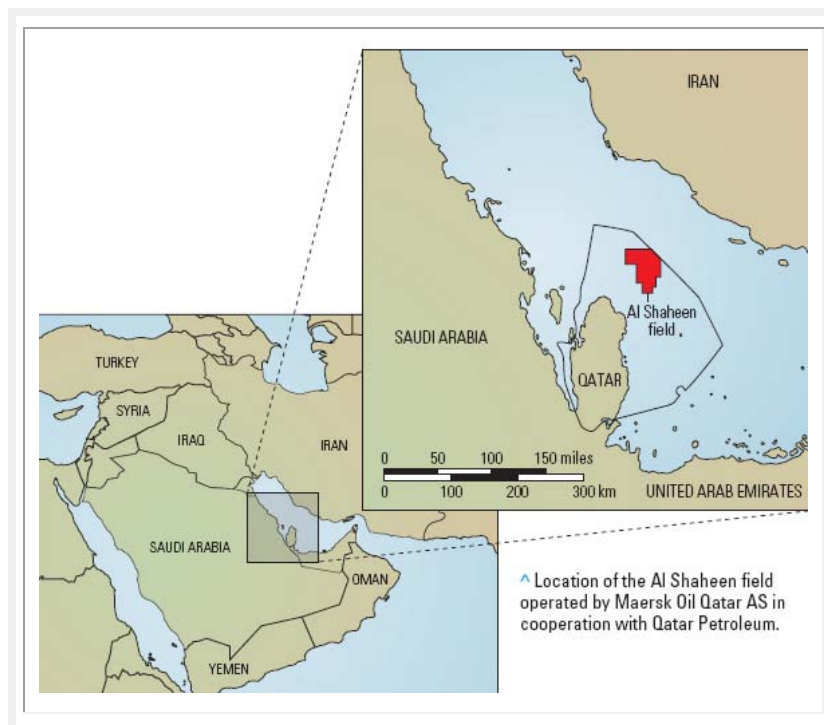 IRAN
SAUDI ARABIA
QATAR
Al Shaheen
field
0 50 100 150 miles
0 100 200 300 km
UNITED ARAB EMIRATES
TURKEY
SYRIA
IRAQ
IRAN
SAUDI ARABIA
OMAN
YEMEN
^ Location of the Al Shaheen field
operated by Maersk Oil Qatar AS in
cooperation with Qatar Petroleum.